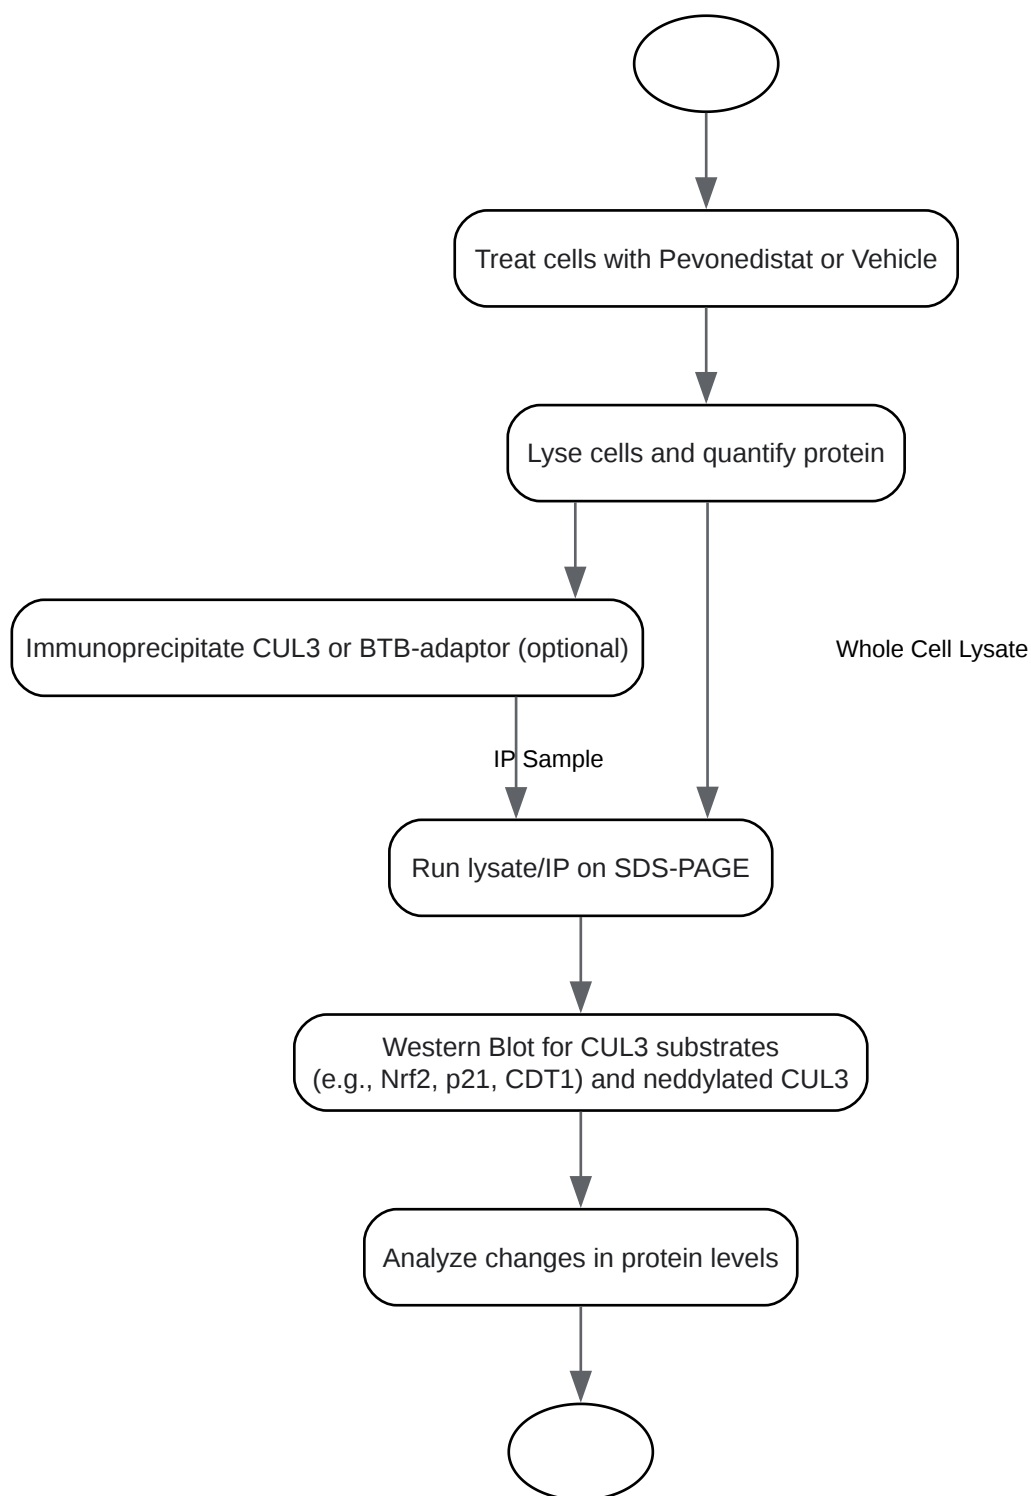 Treat cells with Pevonedistat or Vehicle
Lyse cells and quantify protein
Immunoprecipitate CUL3 or BTB-adaptor (optional)
Whole Cell Lysate
IP Sample
Run lysate/IP on SDS-PAGE
Western Blot for CUL3 substrates
(e.g., Nrf2, p21, CDT1) and neddylated CUL3
Analyze changes in protein levels